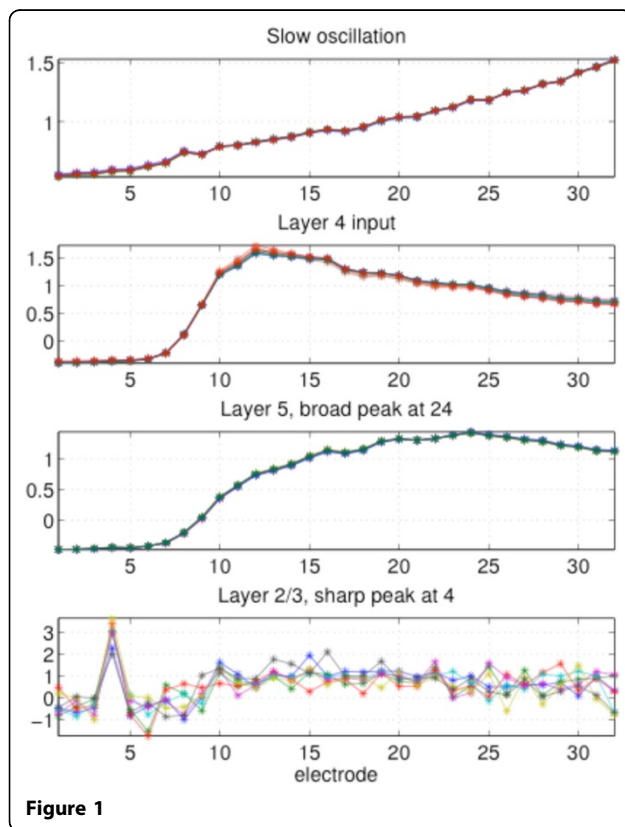 Slow oscillation
1.5
1
5 10 15 20 25 30
Layer 4 input
1.5
1
0.5
0
5 10 15 20 25 30
Layer 5, broad peak at 24
1
0.5
0
5 10 15 20 25 30
Layer 2/3, sharp peak at 4
3
2
1
0
−1
5 10 15 20 25 30
electrode
Figure 1